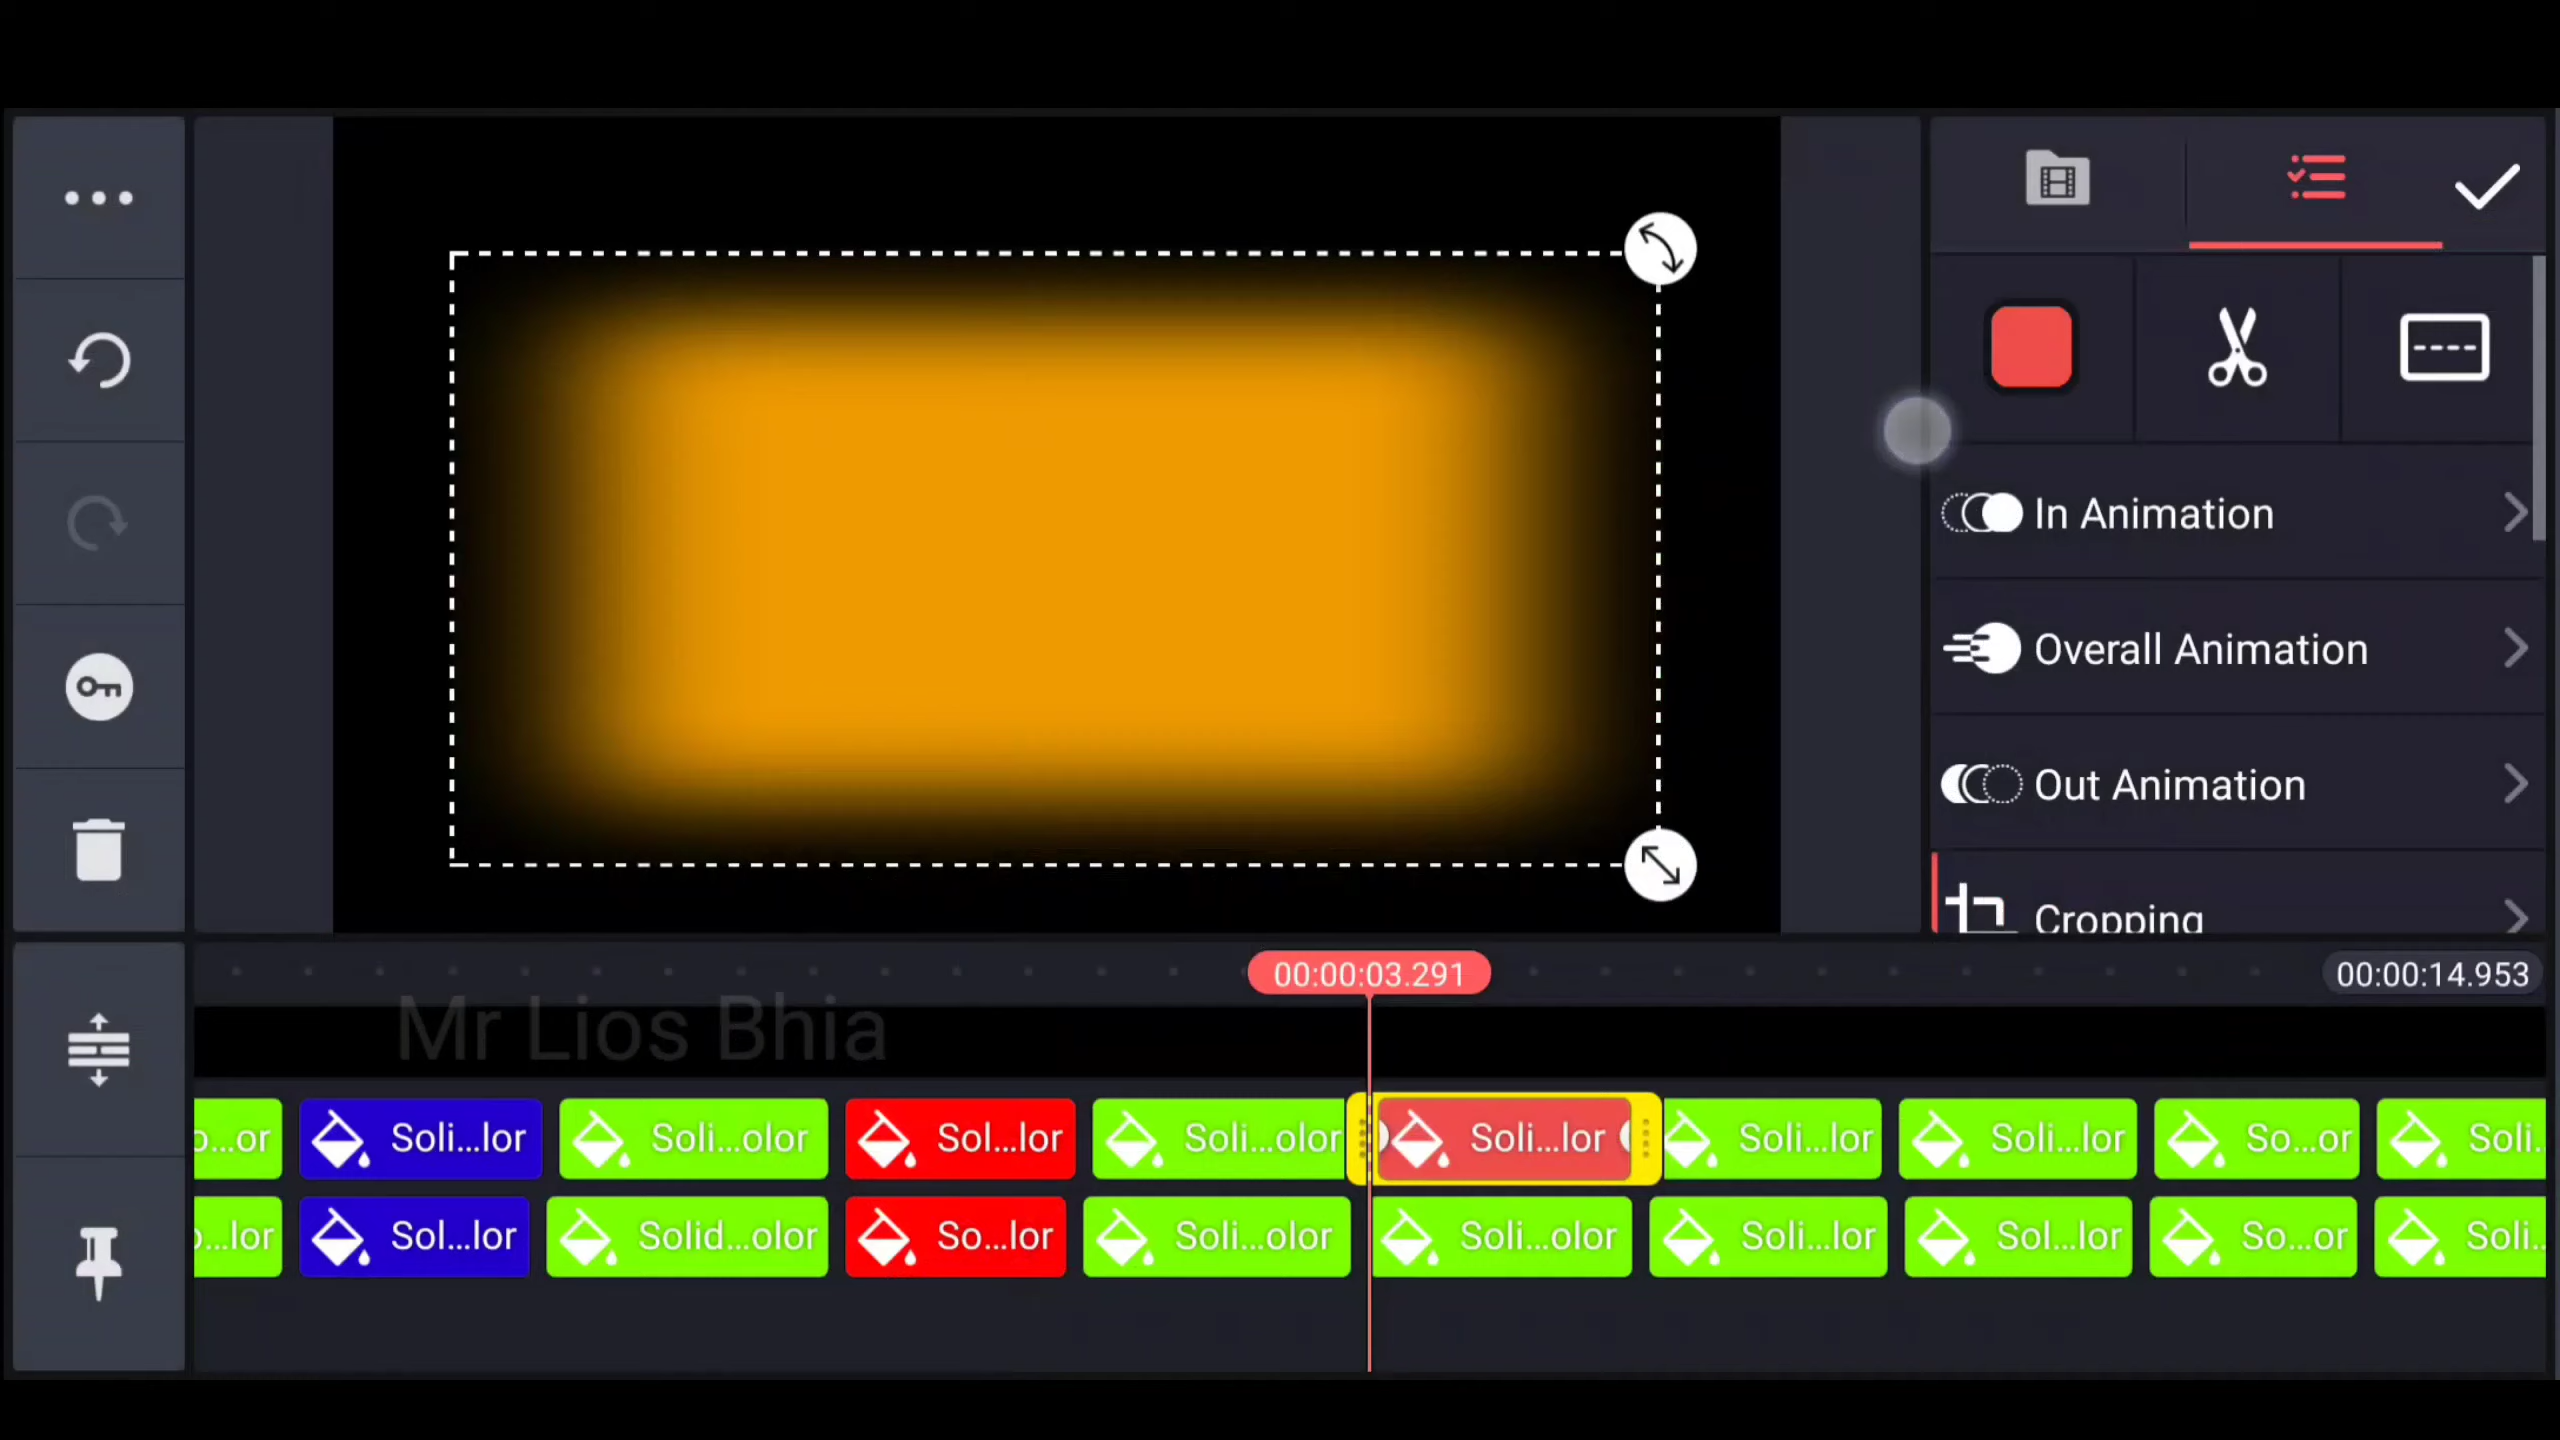 In Animation
Overall Animation
Out Animation
Cropping
00:00:03.291
00:00:14.953
Mr Lios Bhia
o...or Soli...lor Soli...olor Sol...lor Soli...olor Soli...lor Soli...lor Soli...lor So...or Soli..
o...lor Sol...lor Solid...olor So...lor Soli...olor Soli...olor Soli...lor Sol...lor So...or Soli..